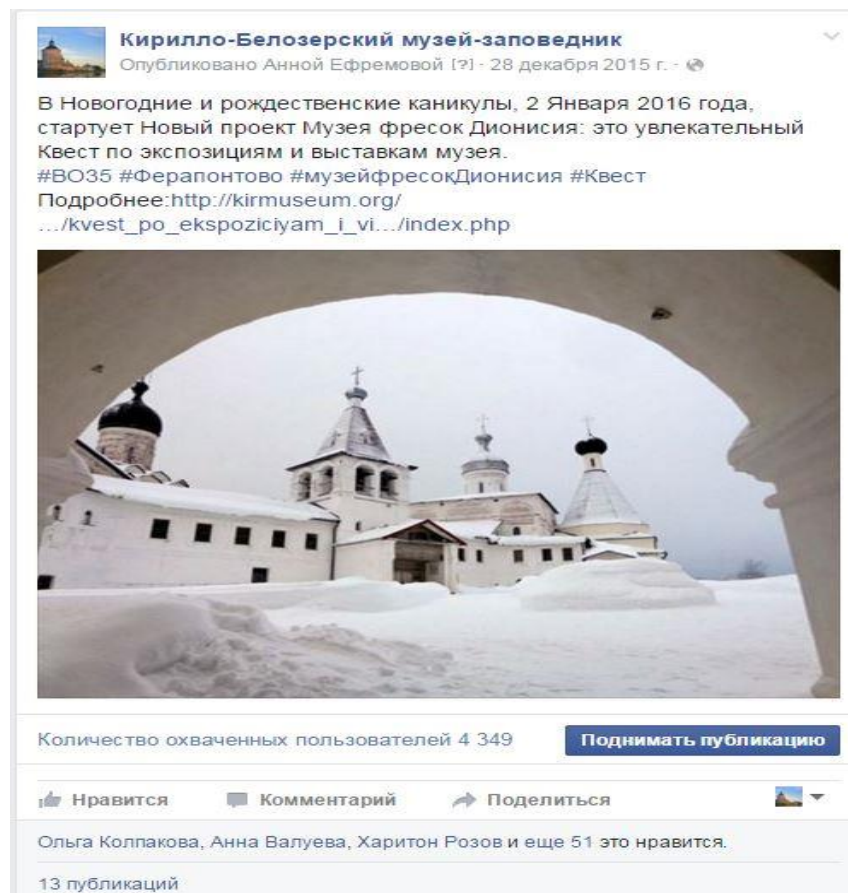 Кирилло-Белозерский музей-заповедник
Опубликовано Анной Ефремовой [?] · 28 декабря 2015 г. ·
В Новогодние и рождественские каникулы, 2 Января 2016 года,
стартует Новый проект Музея фресок Дионисия: это увлекательный
Квест по экспозициям и выставкам музея.
#ВО35 #Ферапонтово #музейфресокДионисия #Квест
Подробнее:http://kirmuseum.org/
…/kvest_po_ekspoziciyam_i_vi…/index.php
Количество охваченных пользователей 4 349
Поднимать публикацию
Нравится Комментарий Поделиться
Ольга Колпакова, Анна Валуева, Харитон Розов и еще 51 это нравится.
13 публикаций